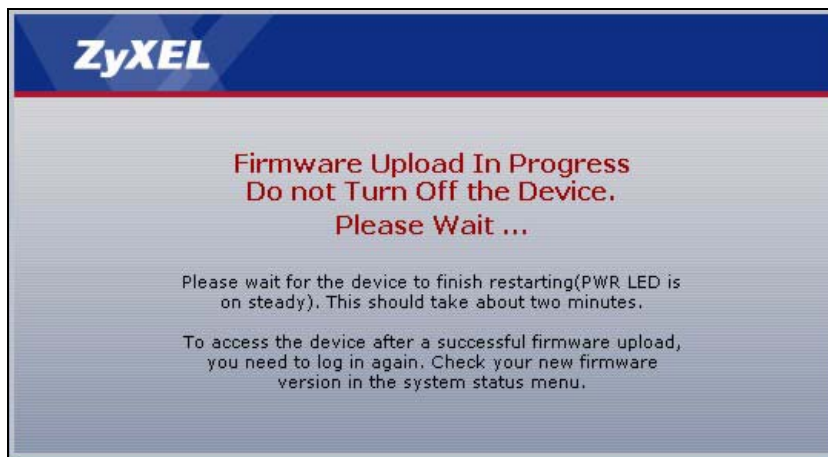 ZyXEL
Firmware Upload In Progress
Do not Turn Off the Device.
Please Wait ...
Please wait for the device to finish restarting(PWR LED is
on steady). This should take about two minutes.
To access the device after a successful firmware upload,
you need to log in again. Check your new firmware
version in the system status menu.